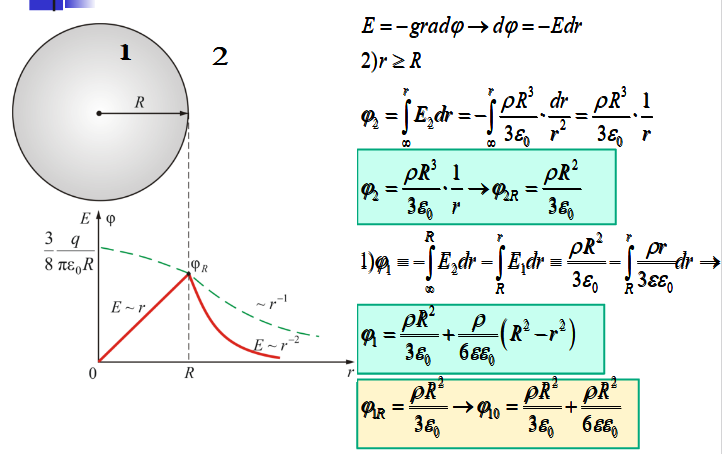 1
2
R
E φ
3/8 q/πε₀R
φ_R
E ~ r
~ r⁻¹
E ~ r⁻²
0
R
r
E = −gradφ → dφ = −Edr
2)r ≥ R
φ₂ = ∫_∞^r E₂dr = −∫_∞^r ρR³/3ε₀ · dr/r² = ρR³/3ε₀ · 1/r
φ₂ = ρR³/3ε₀ · 1/r → φ₂R = ρR²/3ε₀
1)φ₁ = −∫_∞^R E₂dr − ∫_R^r E₁dr = ρR²/3ε₀ − ∫_R^r ρr/3εε₀ dr →
φ₁ = ρR²/3ε₀ + ρ/6εε₀ (R² − r²)
φ₁R = ρR²/3ε₀ → φ₁₀ = ρR²/3ε₀ + ρR²/6εε₀